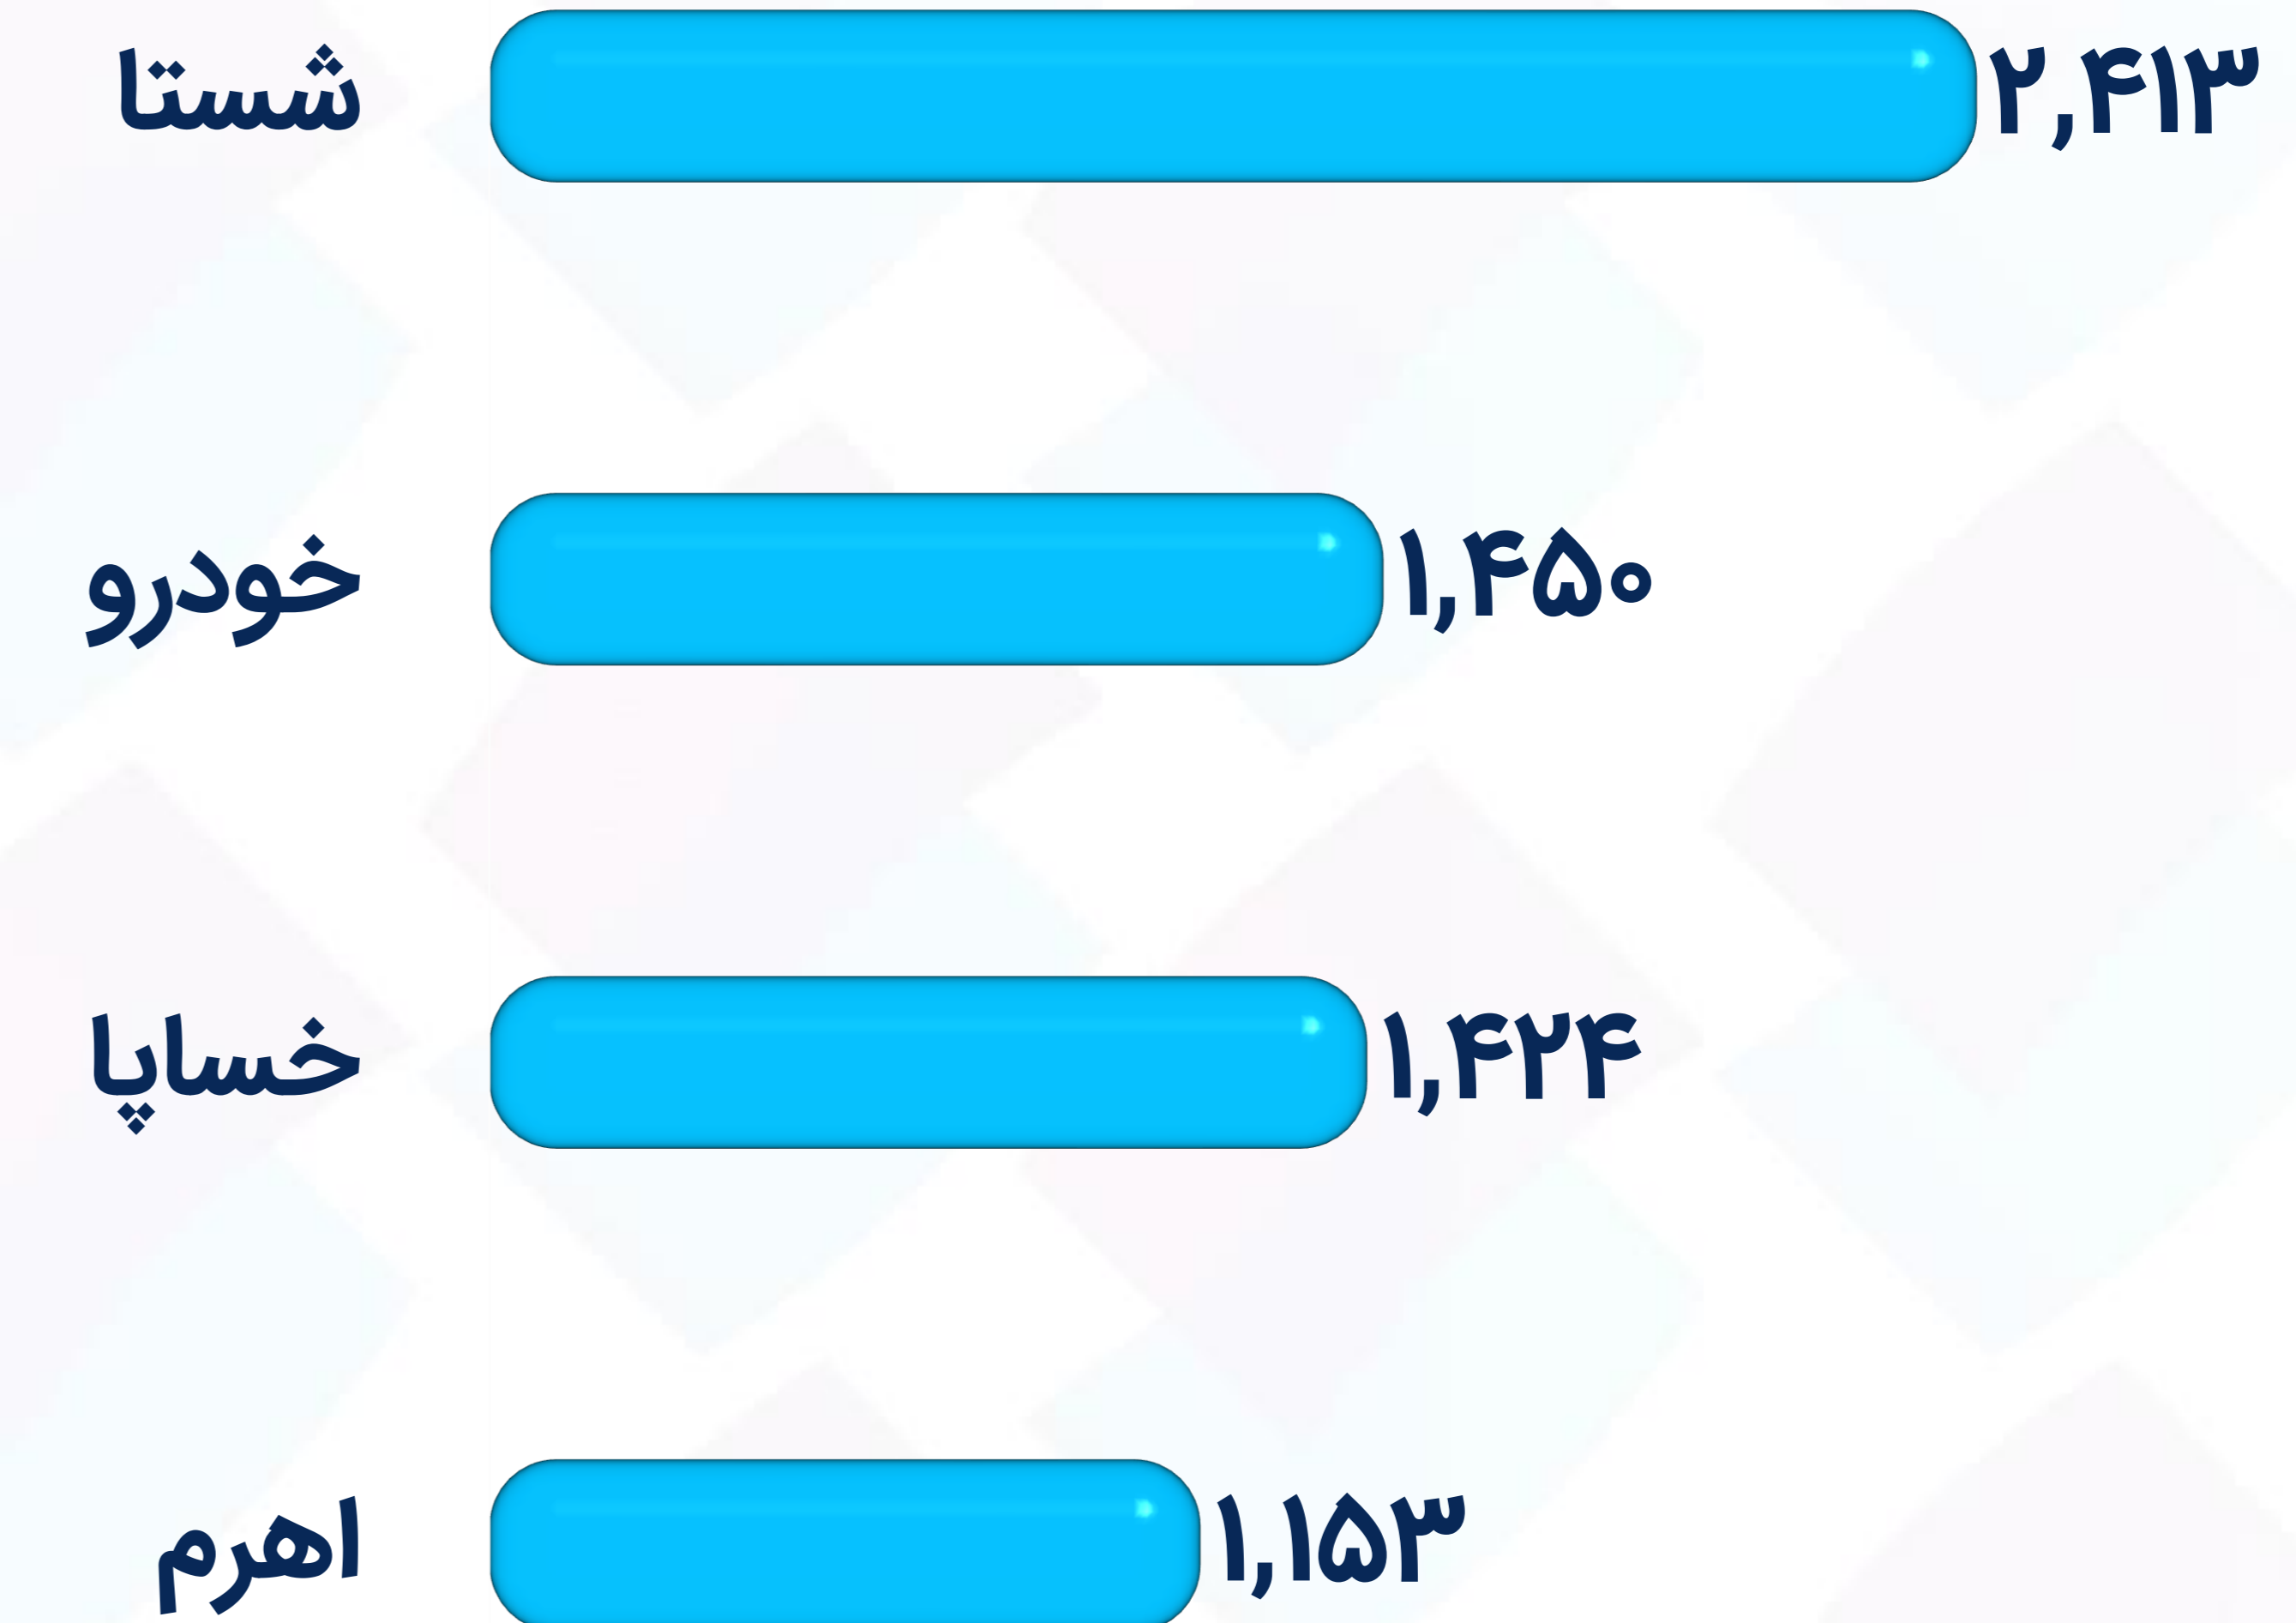 شستا ۲,۴۱۳
خودرو ۱,۴۵۰
خساپا ۱,۴۲۴
اهرم ۱,۱۵۳